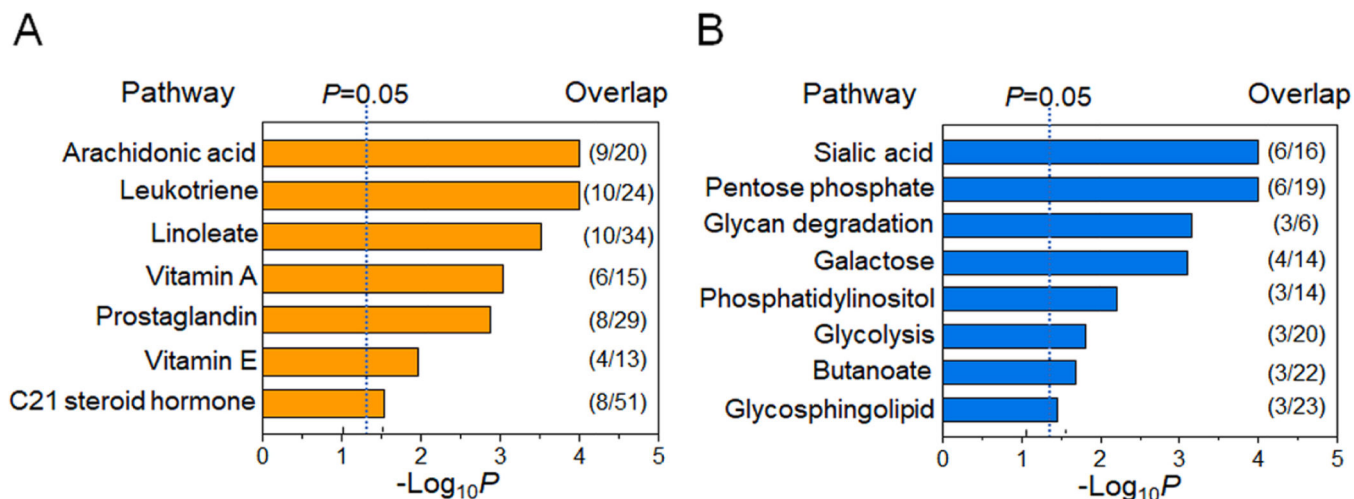 A
Pathway P=0.05 Overlap
Arachidonic acid (9/20)
Leukotriene (10/24)
Linoleate (10/34)
Vitamin A (6/15)
Prostaglandin (8/29)
Vitamin E (4/13)
C21 steroid hormone (8/51)
0 1 2 3 4 5
-Log₁₀P
B
Pathway P=0.05 Overlap
Sialic acid (6/16)
Pentose phosphate (6/19)
Glycan degradation (3/6)
Galactose (4/14)
Phosphatidylinositol (3/14)
Glycolysis (3/20)
Butanoate (3/22)
Glycosphingolipid (3/23)
0 1 2 3 4 5
-Log₁₀P